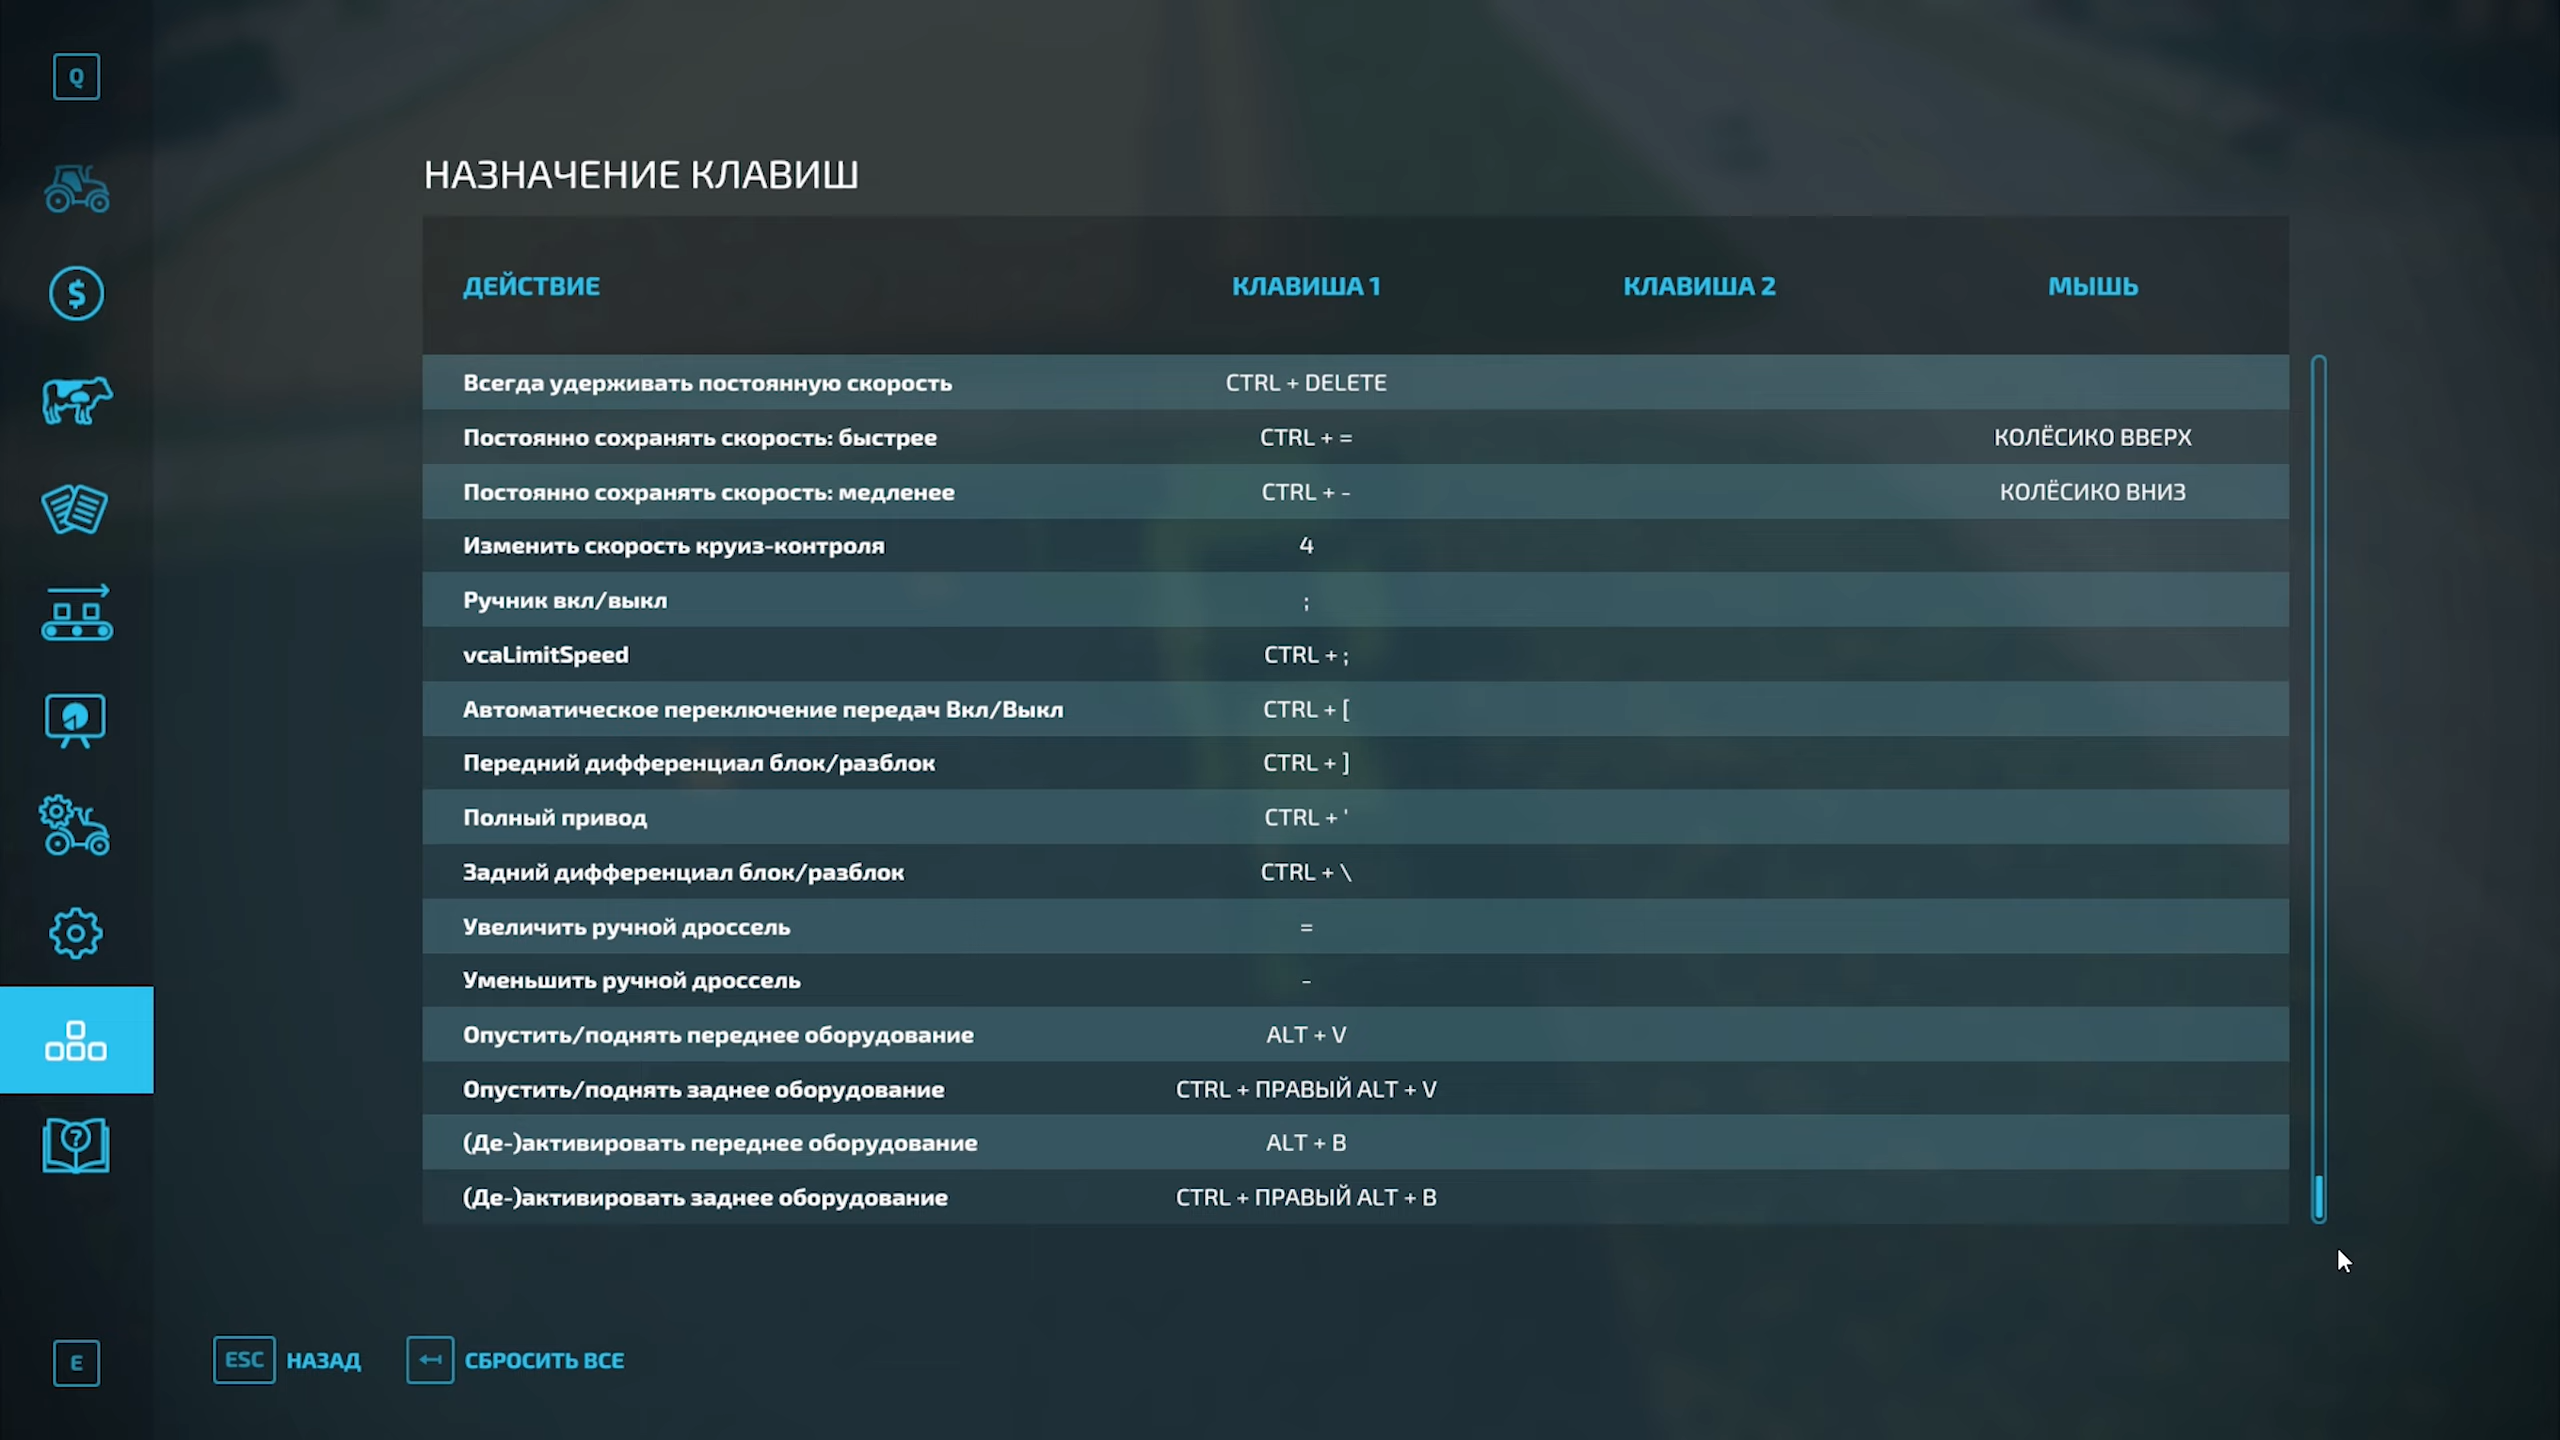 Q
$
НАЗНАЧЕНИЕ КЛАВИШ
ДЕЙСТВИЕ КЛАВИША 1 КЛАВИША 2 МЫШЬ
Всегда удерживать постоянную скорость CTRL + DELETE
Постоянно сохранять скорость: быстрее CTRL + = КОЛЁСИКО ВВЕРХ
Постоянно сохранять скорость: медленее CTRL + - КОЛЁСИКО ВНИЗ
Изменить скорость круиз-контроля 4
Ручник вкл/выкл ;
vcaLimitSpeed CTRL + ;
Автоматическое переключение передач Вкл/Выкл CTRL + [
Передний дифференциал блок/разблок CTRL + ]
Полный привод CTRL + '
Задний дифференциал блок/разблок CTRL + \
Увеличить ручной дроссель =
Уменьшить ручной дроссель -
Опустить/поднять переднее оборудование ALT + V
Опустить/поднять заднее оборудование CTRL + ПРАВЫЙ ALT + V
(Де-)активировать переднее оборудование ALT + B
(Де-)активировать заднее оборудование CTRL + ПРАВЫЙ ALT + B
?
E ESC НАЗАД СБРОСИТЬ ВСЕ